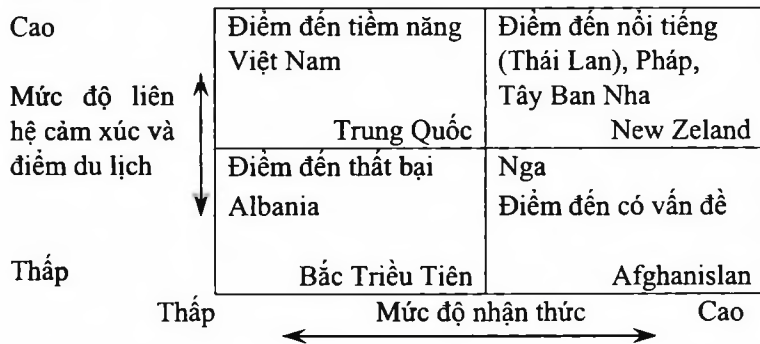 Cao
Mức độ liên
hệ cảm xúc và
điểm du lịch
Thấp
Điểm đến tiềm năng
Việt Nam
Trung Quốc
Điểm đến nổi tiếng
(Thái Lan), Pháp,
Tây Ban Nha
New Zeland
Điểm đến thất bại
Albania
Bắc Triều Tiên
Nga
Điểm đến có vấn đề
Afghanislan
Thấp Mức độ nhận thức Cao